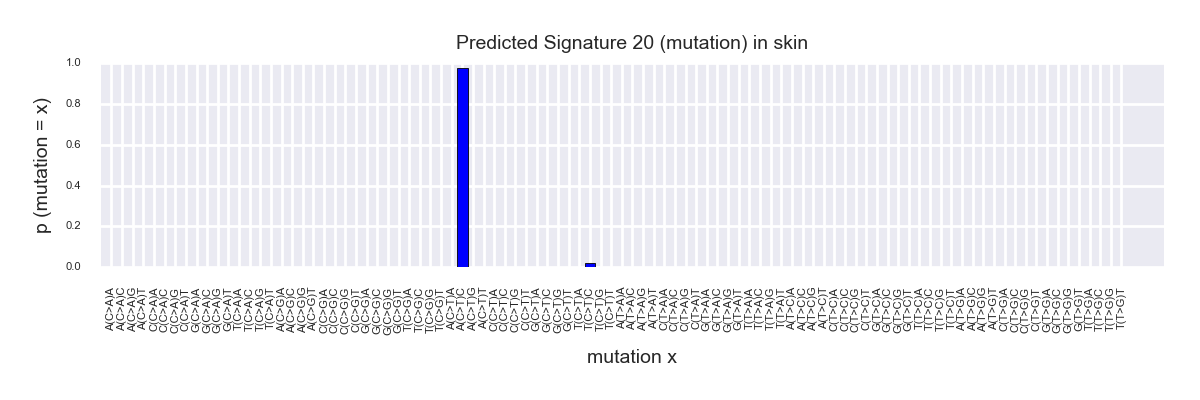 Predicted Signature 20 (mutation) in skin
p (mutation = x)
1.0
0.8
0.6
0.4
0.2
0.0
A(C>A)A
A(C>A)C
A(C>A)G
A(C>A)T
C(C>A)A
C(C>A)C
C(C>A)G
C(C>A)T
G(C>A)A
G(C>A)C
G(C>A)G
G(C>A)T
T(C>A)A
T(C>A)C
T(C>A)G
T(C>A)T
A(C>G)A
A(C>G)C
A(C>G)G
A(C>G)T
C(C>G)A
C(C>G)C
C(C>G)G
C(C>G)T
G(C>G)A
G(C>G)C
G(C>G)G
G(C>G)T
T(C>G)A
T(C>G)C
T(C>G)G
T(C>G)T
A(C>T)A
A(C>T)C
A(C>T)G
A(C>T)T
C(C>T)A
C(C>T)C
C(C>T)G
C(C>T)T
G(C>T)A
G(C>T)C
G(C>T)G
G(C>T)T
T(C>T)A
T(C>T)C
T(C>T)G
T(C>T)T
A(T>A)A
A(T>A)C
A(T>A)G
A(T>A)T
C(T>A)A
C(T>A)C
C(T>A)G
C(T>A)T
G(T>A)A
G(T>A)C
G(T>A)G
G(T>A)T
T(T>A)A
T(T>A)C
T(T>A)G
T(T>A)T
A(T>C)A
A(T>C)C
A(T>C)G
A(T>C)T
C(T>C)A
C(T>C)C
C(T>C)G
C(T>C)T
G(T>C)A
G(T>C)C
G(T>C)G
G(T>C)T
T(T>C)A
T(T>C)C
T(T>C)G
T(T>C)T
A(T>G)A
A(T>G)C
A(T>G)G
A(T>G)T
C(T>G)A
C(T>G)C
C(T>G)G
C(T>G)T
G(T>G)A
G(T>G)C
G(T>G)G
G(T>G)T
T(T>G)A
T(T>G)C
T(T>G)G
T(T>G)T
mutation x